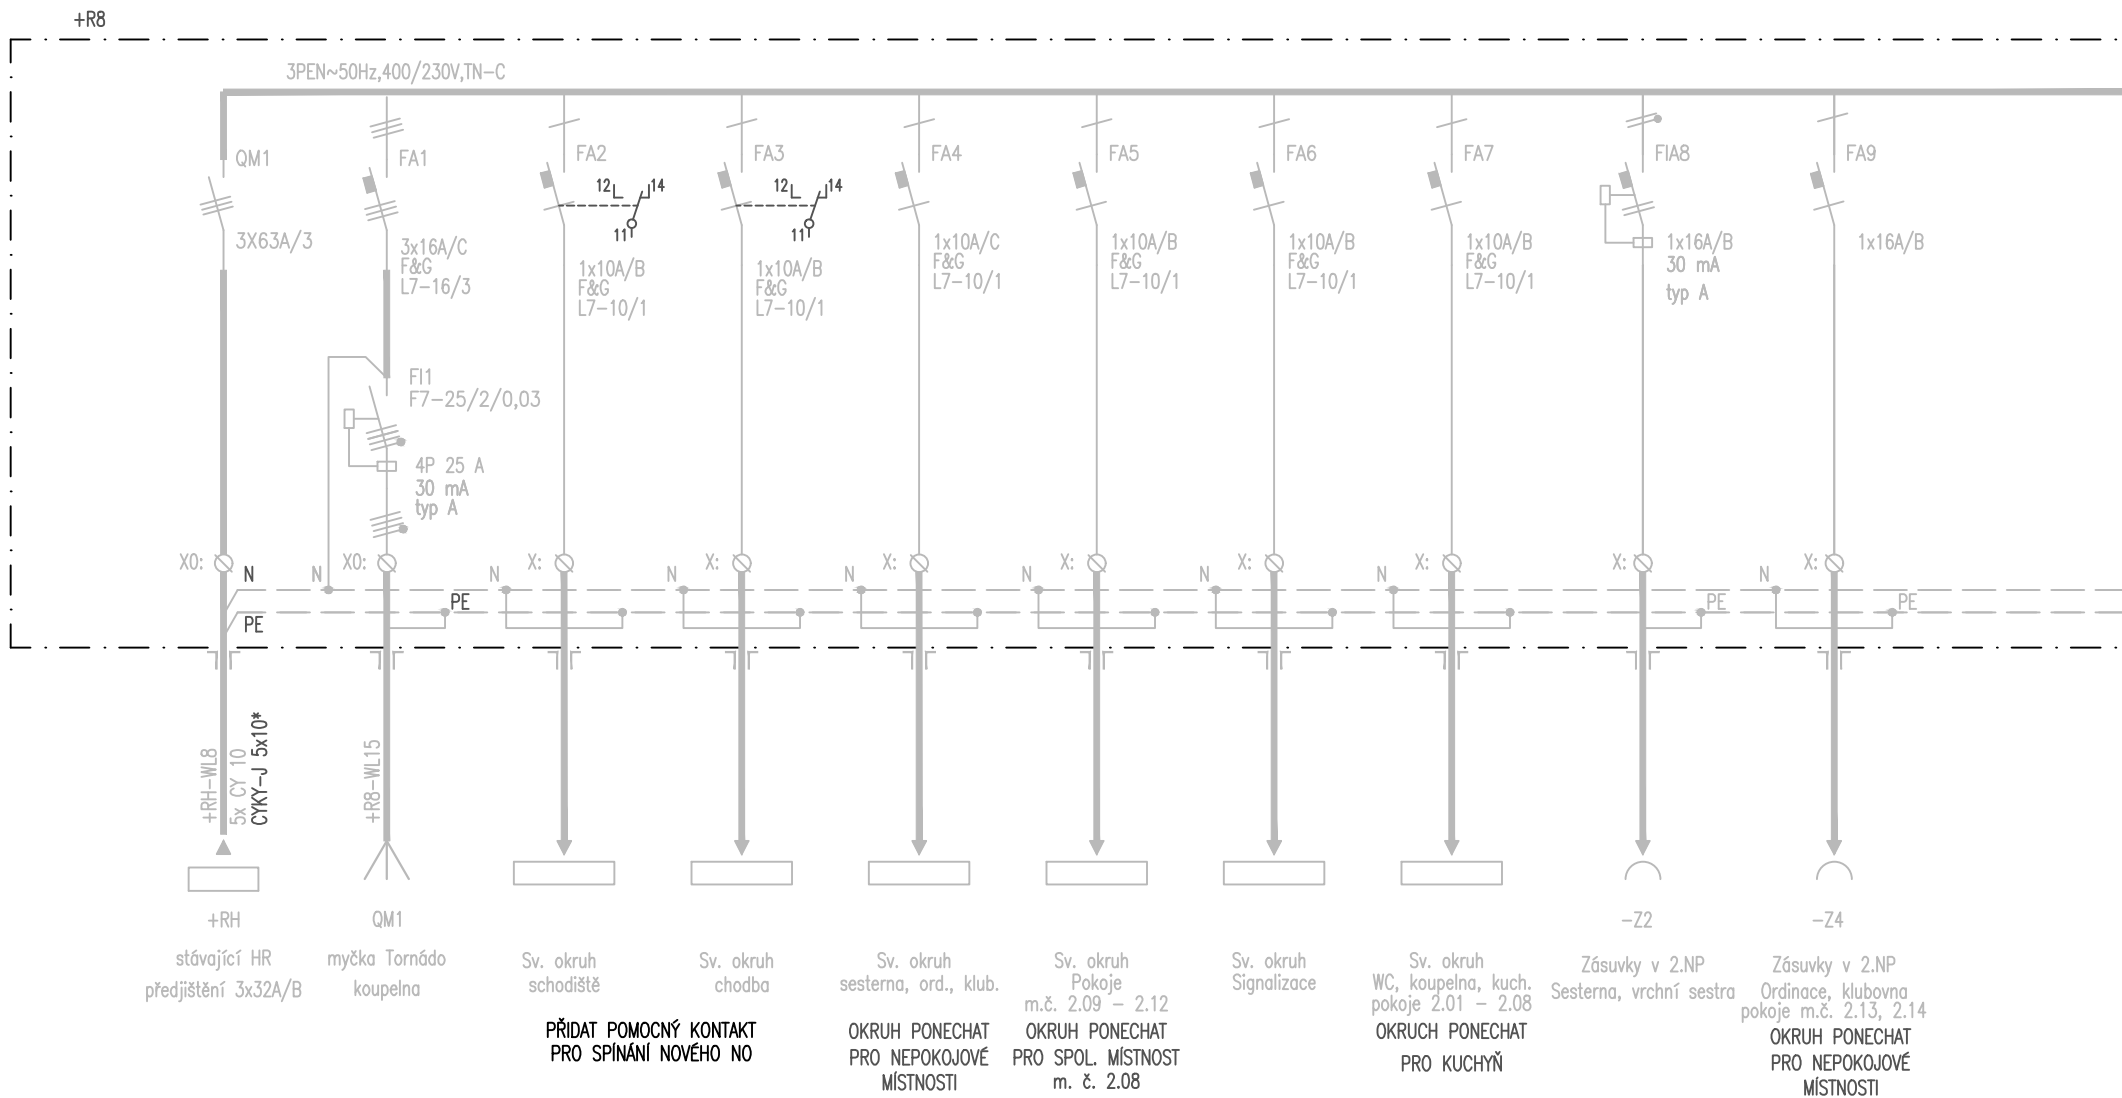 +R8
3PEN~50Hz,400/230V,TN-C
QM1
3X63A/3
FA1
3x16A/C
F&G
L7-16/3
FI1
F7-25/2/0,03
4P 25 A
30 mA
typ A
FA2
12
14
11
1x10A/B
F&G
L7-10/1
FA3
12
14
11
1x10A/B
F&G
L7-10/1
FA4
1x10A/C
F&G
L7-10/1
FA5
1x10A/B
F&G
L7-10/1
FA6
1x10A/B
F&G
L7-10/1
FA7
1x10A/B
F&G
L7-10/1
FIA8
1x16A/B
30 mA
typ A
FA9
1x16A/B
X0:
N
PE
N
X0:
PE
N
X:
N
X:
N
X:
N
X:
N
X:
N
X:
X:
PE
N
X:
PE
+RH-WL8
5x CY 10
CYKY-J 5x10*
+R8-WL15
+RH
stávající HR
předjištění 3x32A/B
QM1
myčka Tornádo
koupelna
Sv. okruh
schodiště
Sv. okruh
chodba
PŘIDAT POMOCNÝ KONTAKT
PRO SPÍNÁNÍ NOVÉHO NO
Sv. okruh
sesterna, ord., klub.
OKRUH PONECHAT
PRO NEPOKOJOVÉ
MÍSTNOSTI
Sv. okruh
Pokoje
m.č. 2.09 - 2.12
OKRUH PONECHAT
PRO SPOL. MÍSTNOST
m. č. 2.08
Sv. okruh
Signalizace
Sv. okruh
WC, koupelna, kuch.
pokoje 2.01 - 2.08
OKRUCH PONECHAT
PRO KUCHYŇ
-Z2
Zásuvky v 2.NP
Sesterna, vrchní sestra
-Z4
Zásuvky v 2.NP
Ordinace, klubovna
pokoje m.č. 2.13, 2.14
OKRUH PONECHAT
PRO NEPOKOJOVÉ
MÍSTNOSTI